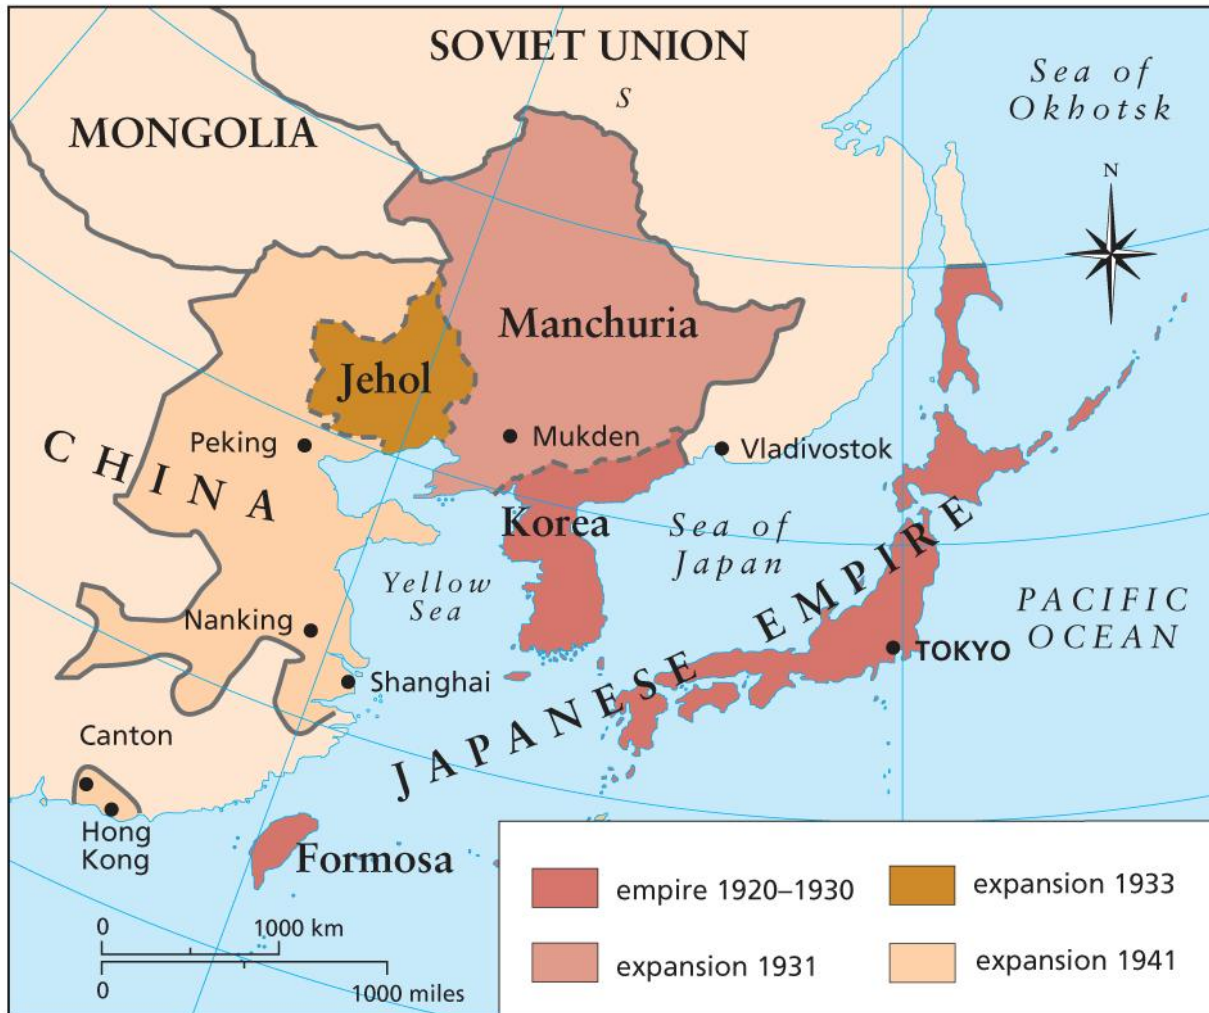 SOVIET UNION
S
Sea of
Okhotsk
MONGOLIA
N
Manchuria
Jehol
Peking
Mukden
Vladivostok
CHINA
Korea
Sea of
Japan
Yellow
Sea
JAPANESE EMPIRE
PACIFIC
OCEAN
Nanking
TOKYO
Shanghai
Canton
Hong
Kong
Formosa
0 1000 km
0 1000 miles
empire 1920–1930
expansion 1931
expansion 1933
expansion 1941